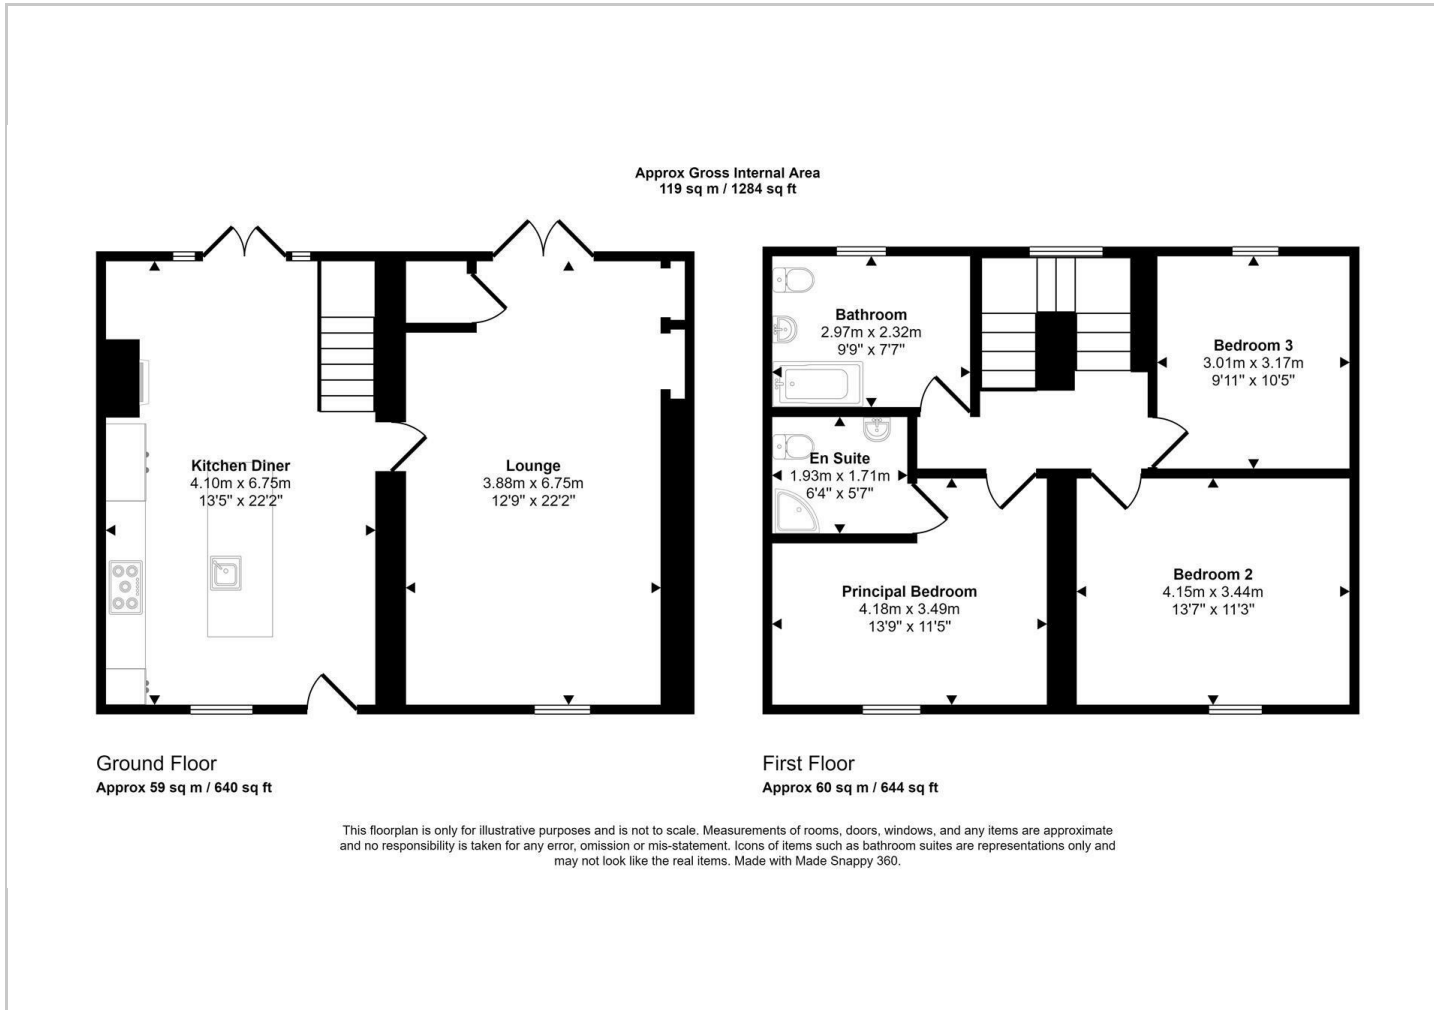 Approx Gross Internal Area
119 sq m / 1284 sq ft
Kitchen Diner
4.10m x 6.75m
13'5" x 22'2"
Lounge
3.88m x 6.75m
12'9" x 22'2"
Bathroom
2.97m x 2.32m
9'9" x 7'7"
Bedroom 3
3.01m x 3.17m
9'11" x 10'5"
En Suite
1.93m x 1.71m
6'4" x 5'7"
Principal Bedroom
4.18m x 3.49m
13'9" x 11'5"
Bedroom 2
4.15m x 3.44m
13'7" x 11'3"
Ground Floor
Approx 59 sq m / 640 sq ft
First Floor
Approx 60 sq m / 644 sq ft
This floorplan is only for illustrative purposes and is not to scale. Measurements of rooms, doors, windows, and any items are approximate
and no responsibility is taken for any error, omission or mis-statement. Icons of items such as bathroom suites are representations only and
may not look like the real items. Made with Made Snappy 360.